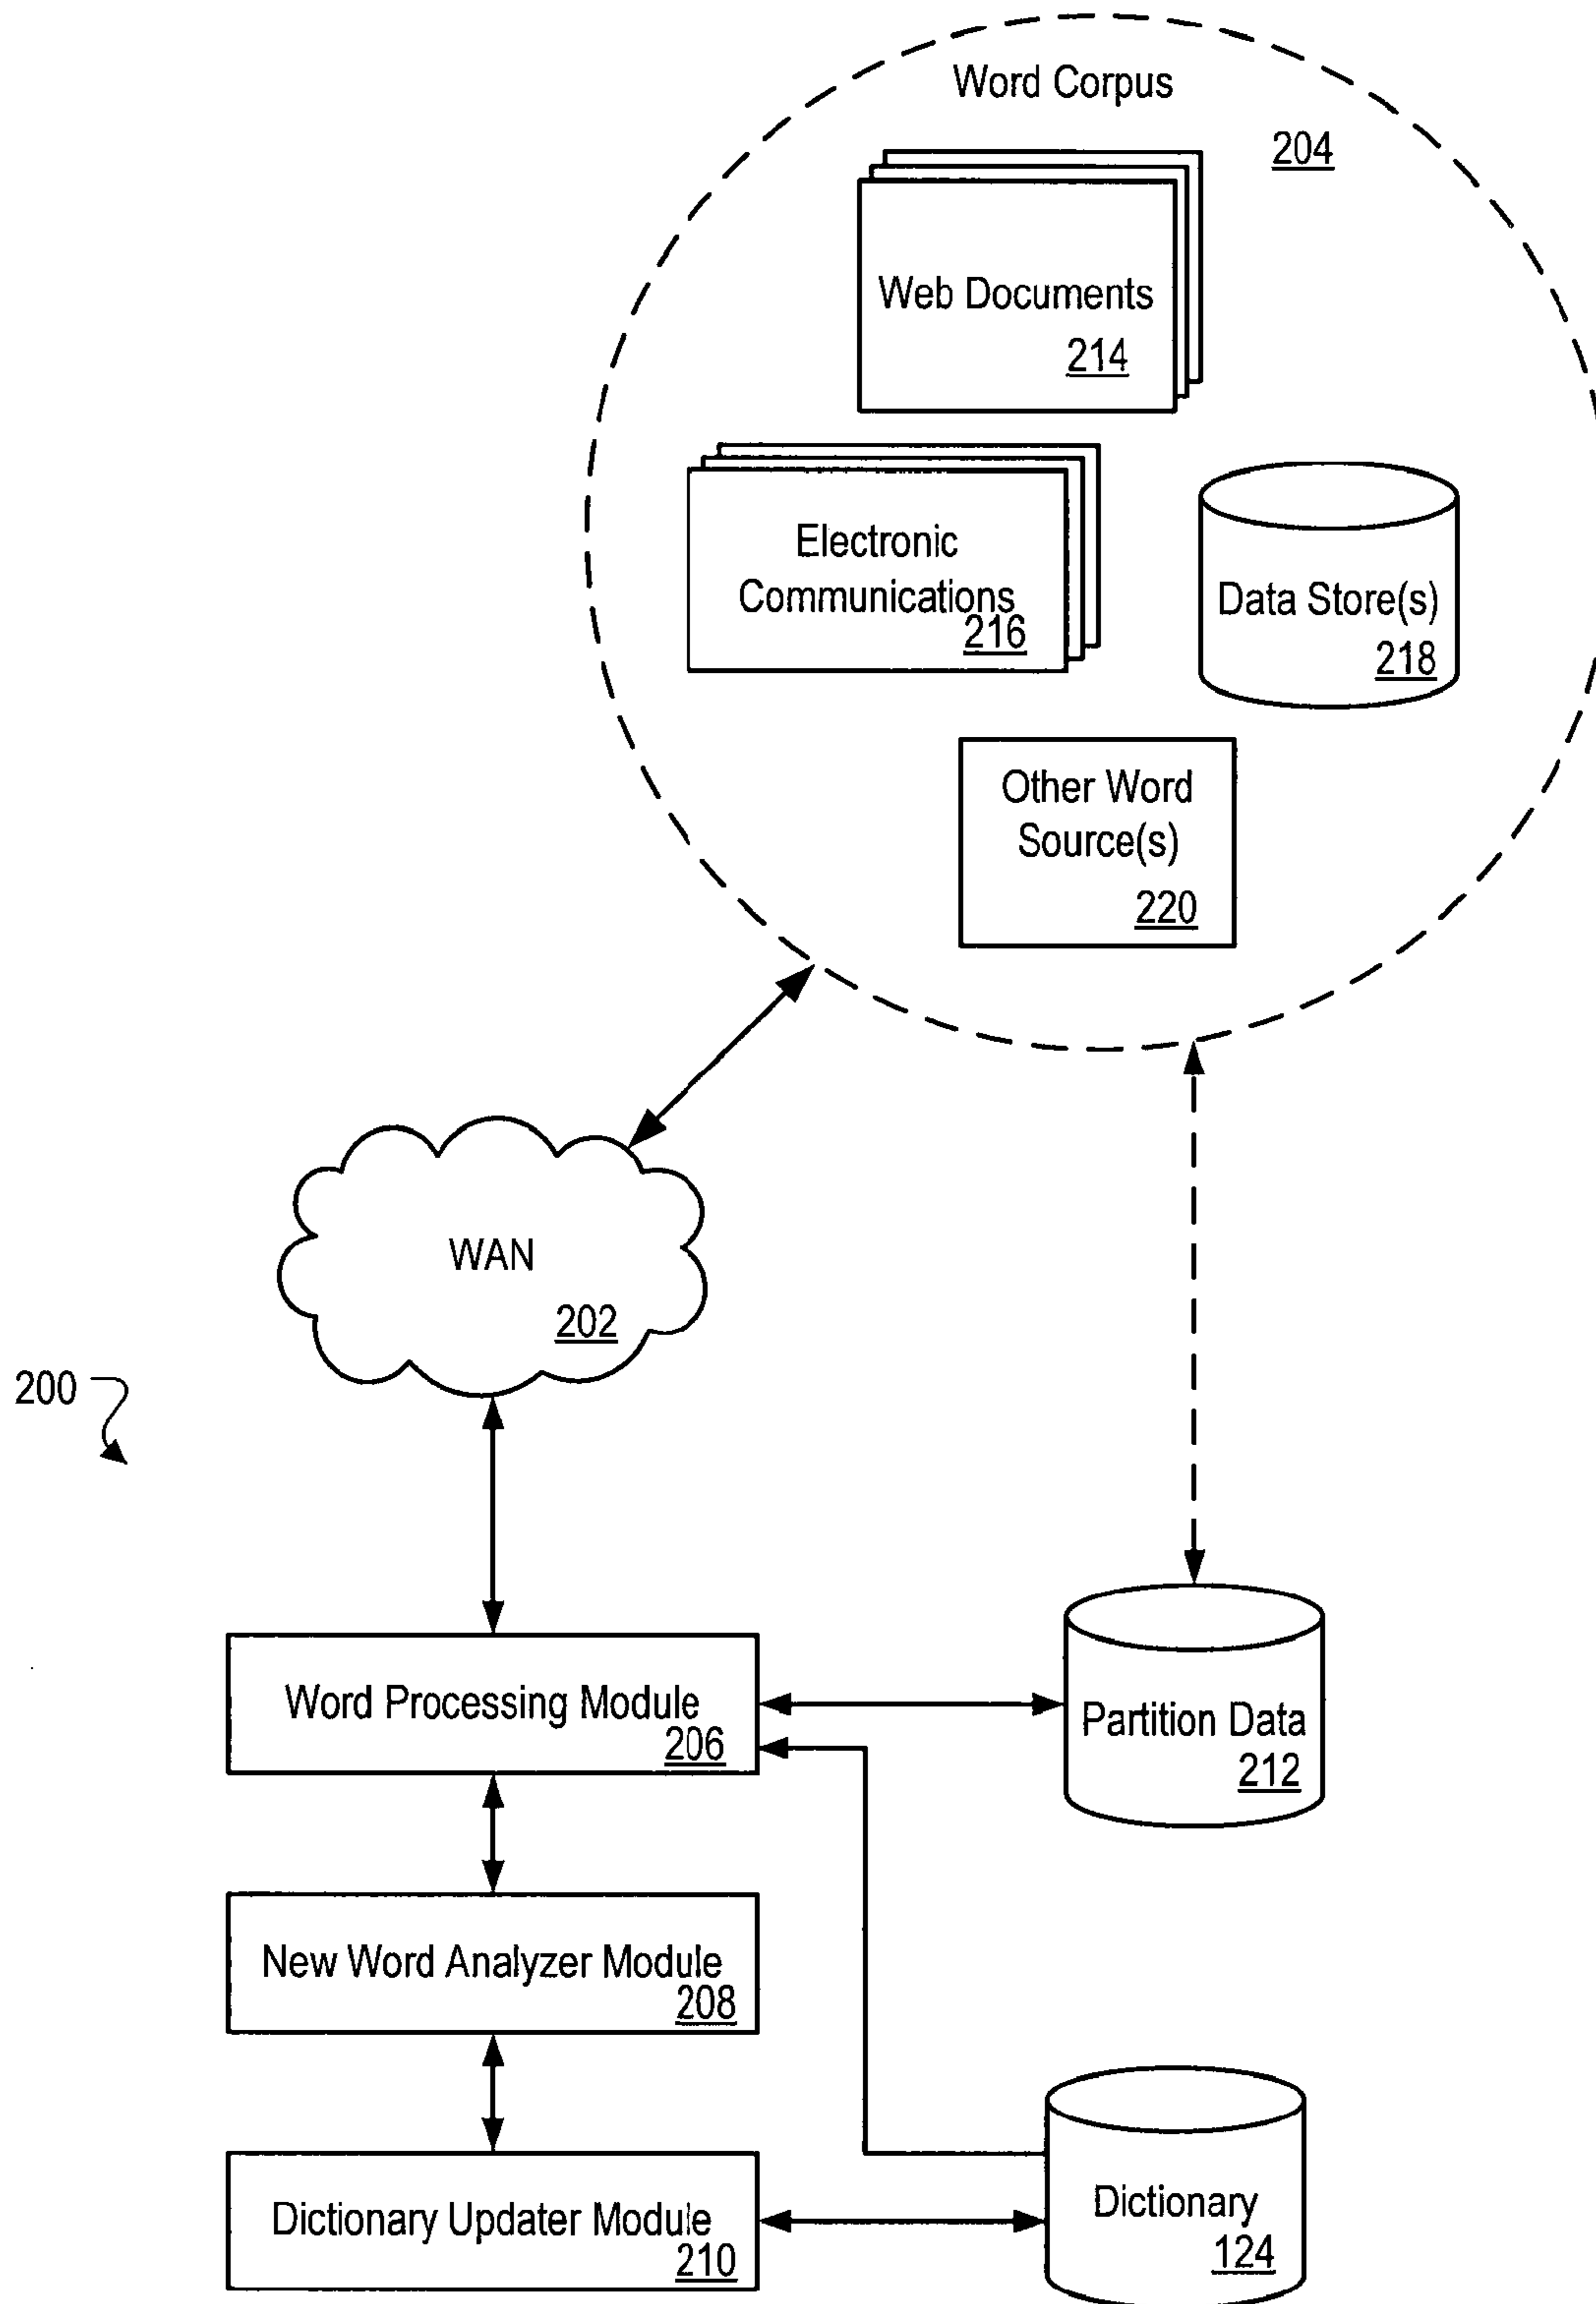 Word Corpus
204
Web Documents
214
Electronic
Communications
216
Data Store(s)
218
Other Word
Source(s)
220
WAN
202
200
Word Processing Module
206
Partition Data
212
New Word Analyzer Module
208
Dictionary Updater Module
210
Dictionary
124